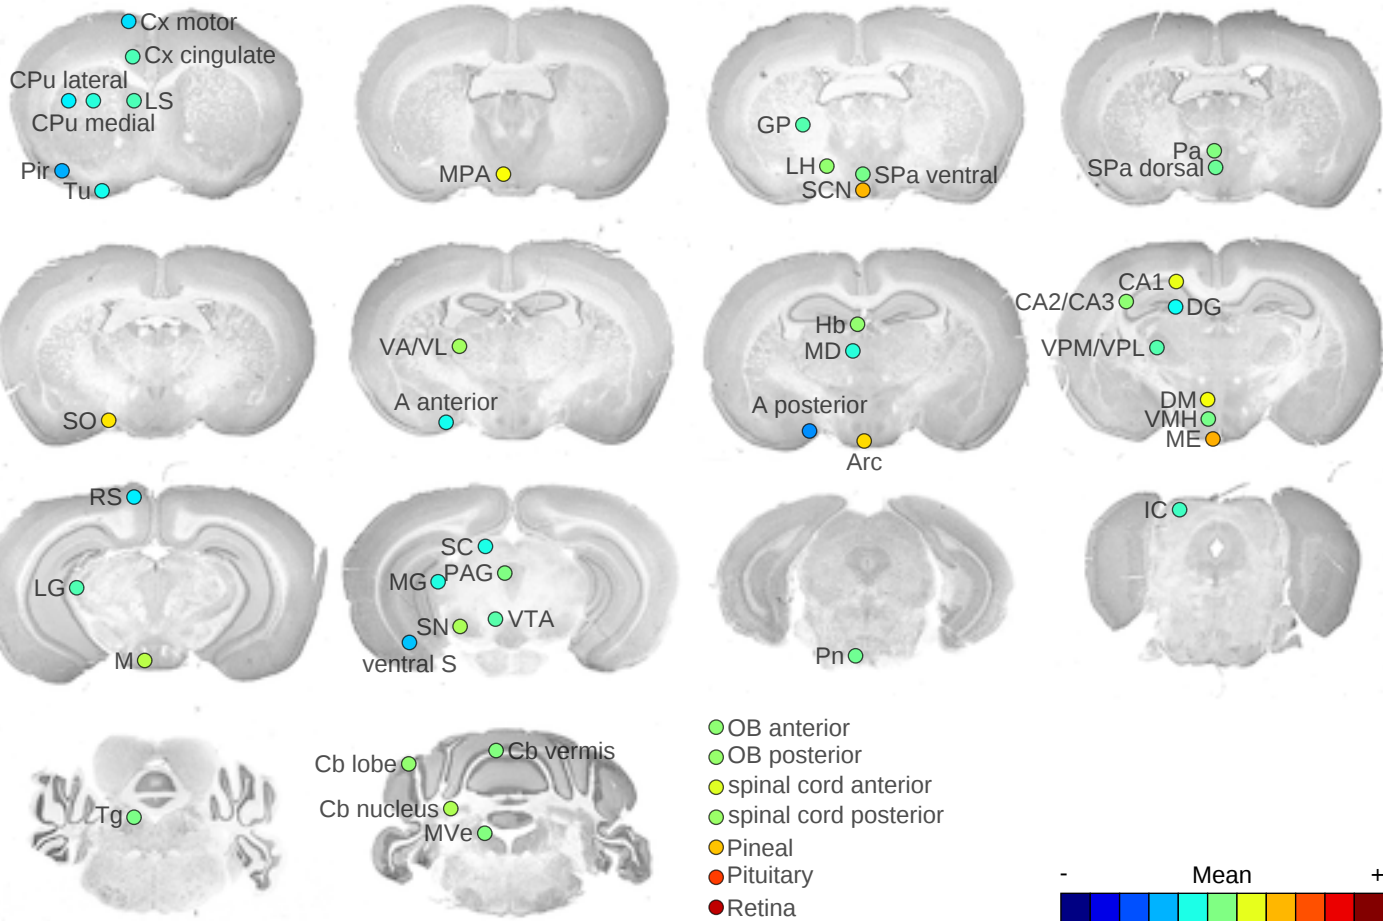 Cx motor
Cx cingulate
CPu lateral
LS
CPu medial
Pir
Tu
MPA
GP
LH
SPa ventral
SCN
Pa
SPa dorsal
SO
VA/VL
A anterior
Hb
MD
A posterior
Arc
CA1
CA2/CA3
DG
VPM/VPL
DM
VMH
ME
RS
LG
M
SC
MG
PAG
SN
VTA
ventral S
Pn
IC
Tg
Cb lobe
Cb vermis
Cb nucleus
MVe
OB anterior
OB posterior
spinal cord anterior
spinal cord posterior
Pineal
Pituitary
Retina
- Mean +